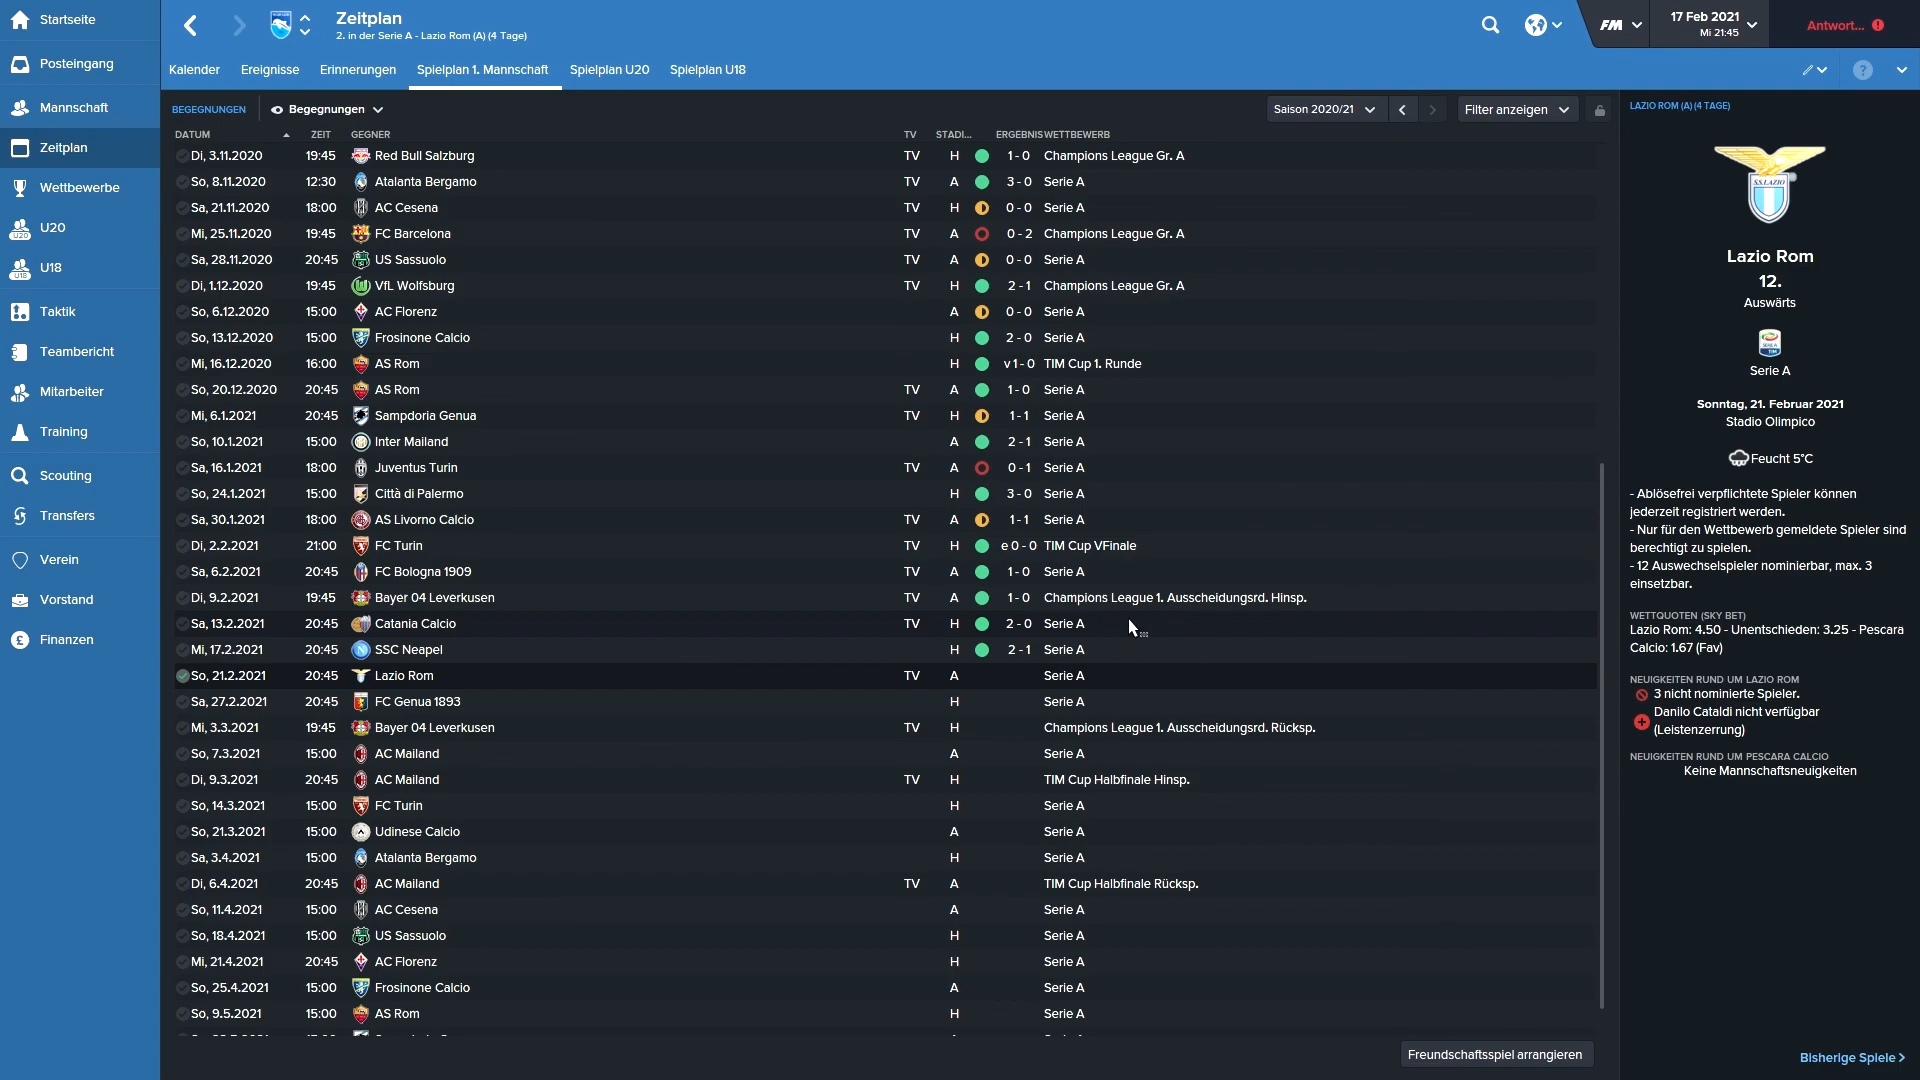 Startseite
Posteingang
Mannschaft
Zeitplan
Wettbewerbe
U20
U18
Taktik
Teambericht
Mitarbeiter
Training
Scouting
Transfers
Verein
Vorstand
Finanzen
Zeitplan
2. in der Serie A - Lazio Rom (A) (4 Tage)
FM
17 Feb 2021
Mi 21:45
Antwort...
Kalender Ereignisse Erinnerungen Spielplan 1. Mannschaft Spielplan U20 Spielplan U18
BEGEGNUNGEN Begegnungen Saison 2020/21 Filter anzeigen
DATUM ZEIT GEGNER TV STADI... ERGEBNIS WETTBEWERB
Di, 3.11.2020 19:45 Red Bull Salzburg TV H 1 - 0 Champions League Gr. A
So, 8.11.2020 12:30 Atalanta Bergamo TV A 3 - 0 Serie A
Sa, 21.11.2020 18:00 AC Cesena TV H 0 - 0 Serie A
Mi, 25.11.2020 19:45 FC Barcelona TV A 0 - 2 Champions League Gr. A
Sa, 28.11.2020 20:45 US Sassuolo TV A 0 - 0 Serie A
Di, 1.12.2020 19:45 VfL Wolfsburg TV H 2 - 1 Champions League Gr. A
So, 6.12.2020 15:00 AC Florenz A 0 - 0 Serie A
So, 13.12.2020 15:00 Frosinone Calcio H 2 - 0 Serie A
Mi, 16.12.2020 16:00 AS Rom H v 1 - 0 TIM Cup 1. Runde
So, 20.12.2020 20:45 AS Rom TV A 1 - 0 Serie A
Mi, 6.1.2021 20:45 Sampdoria Genua TV H 1 - 1 Serie A
So, 10.1.2021 15:00 Inter Mailand A 2 - 1 Serie A
Sa, 16.1.2021 18:00 Juventus Turin TV A 0 - 1 Serie A
So, 24.1.2021 15:00 Città di Palermo H 3 - 0 Serie A
Sa, 30.1.2021 18:00 AS Livorno Calcio TV A 1 - 1 Serie A
Di, 2.2.2021 21:00 FC Turin TV H e 0 - 0 TIM Cup VFinale
Sa, 6.2.2021 20:45 FC Bologna 1909 TV A 1 - 0 Serie A
Di, 9.2.2021 19:45 Bayer 04 Leverkusen TV A 1 - 0 Champions League 1. Ausscheidungsrd. Hinsp.
Sa, 13.2.2021 20:45 Catania Calcio TV H 2 - 0 Serie A
Mi, 17.2.2021 20:45 SSC Neapel H 2 - 1 Serie A
So, 21.2.2021 20:45 Lazio Rom TV A Serie A
Sa, 27.2.2021 20:45 FC Genua 1893 H Serie A
Mi, 3.3.2021 19:45 Bayer 04 Leverkusen TV H Champions League 1. Ausscheidungsrd. Rücksp.
So, 7.3.2021 15:00 AC Mailand A Serie A
Di, 9.3.2021 20:45 AC Mailand TV H TIM Cup Halbfinale Hinsp.
So, 14.3.2021 15:00 FC Turin H Serie A
So, 21.3.2021 15:00 Udinese Calcio A Serie A
Sa, 3.4.2021 15:00 Atalanta Bergamo H Serie A
Di, 6.4.2021 20:45 AC Mailand TV A TIM Cup Halbfinale Rücksp.
So, 11.4.2021 15:00 AC Cesena A Serie A
So, 18.4.2021 15:00 US Sassuolo H Serie A
Mi, 21.4.2021 20:45 AC Florenz H Serie A
So, 25.4.2021 15:00 Frosinone Calcio A Serie A
So, 9.5.2021 15:00 AS Rom H Serie A
Freundschaftsspiel arrangieren
LAZIO ROM (A) (4 TAGE)
S.S. LAZIO
Lazio Rom
12.
Auswärts
Serie A
Sonntag, 21. Februar 2021
Stadio Olimpico
Feucht 5°C
- Ablösefrei verpflichtete Spieler können
jederzeit registriert werden.
- Nur für den Wettbewerb gemeldete Spieler sind
berechtigt zu spielen.
- 12 Auswechselspieler nominierbar, max. 3
einsetzbar.
WETTQUOTEN (SKY BET)
Lazio Rom: 4.50 - Unentschieden: 3.25 - Pescara
Calcio: 1.67 (Fav)
NEUIGKEITEN RUND UM LAZIO ROM
3 nicht nominierte Spieler.
Danilo Cataldi nicht verfügbar
(Leistenzerrung)
NEUIGKEITEN RUND UM PESCARA CALCIO
Keine Mannschaftsneuigkeiten
Bisherige Spiele >